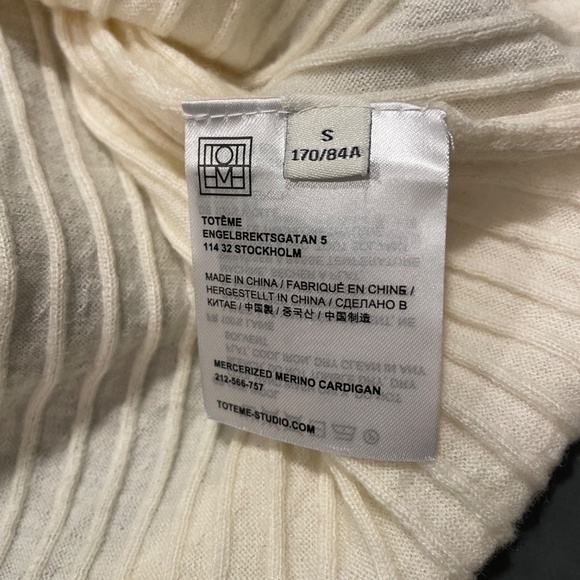 S
170/84A
TOT
ÊME
TOTÊME
ENGELBREKTSGATAN 5
114 32 STOCKHOLM
MADE IN CHINA / FABRIQUÉ EN CHINE /
HERGESTELLT IN CHINA / СДЕЛАНО В
КИТАЕ / 中国製 / 중국산 / 中国制造
MERCERIZED MERINO CARDIGAN
212-566-757
TOTEME-STUDIO.COM